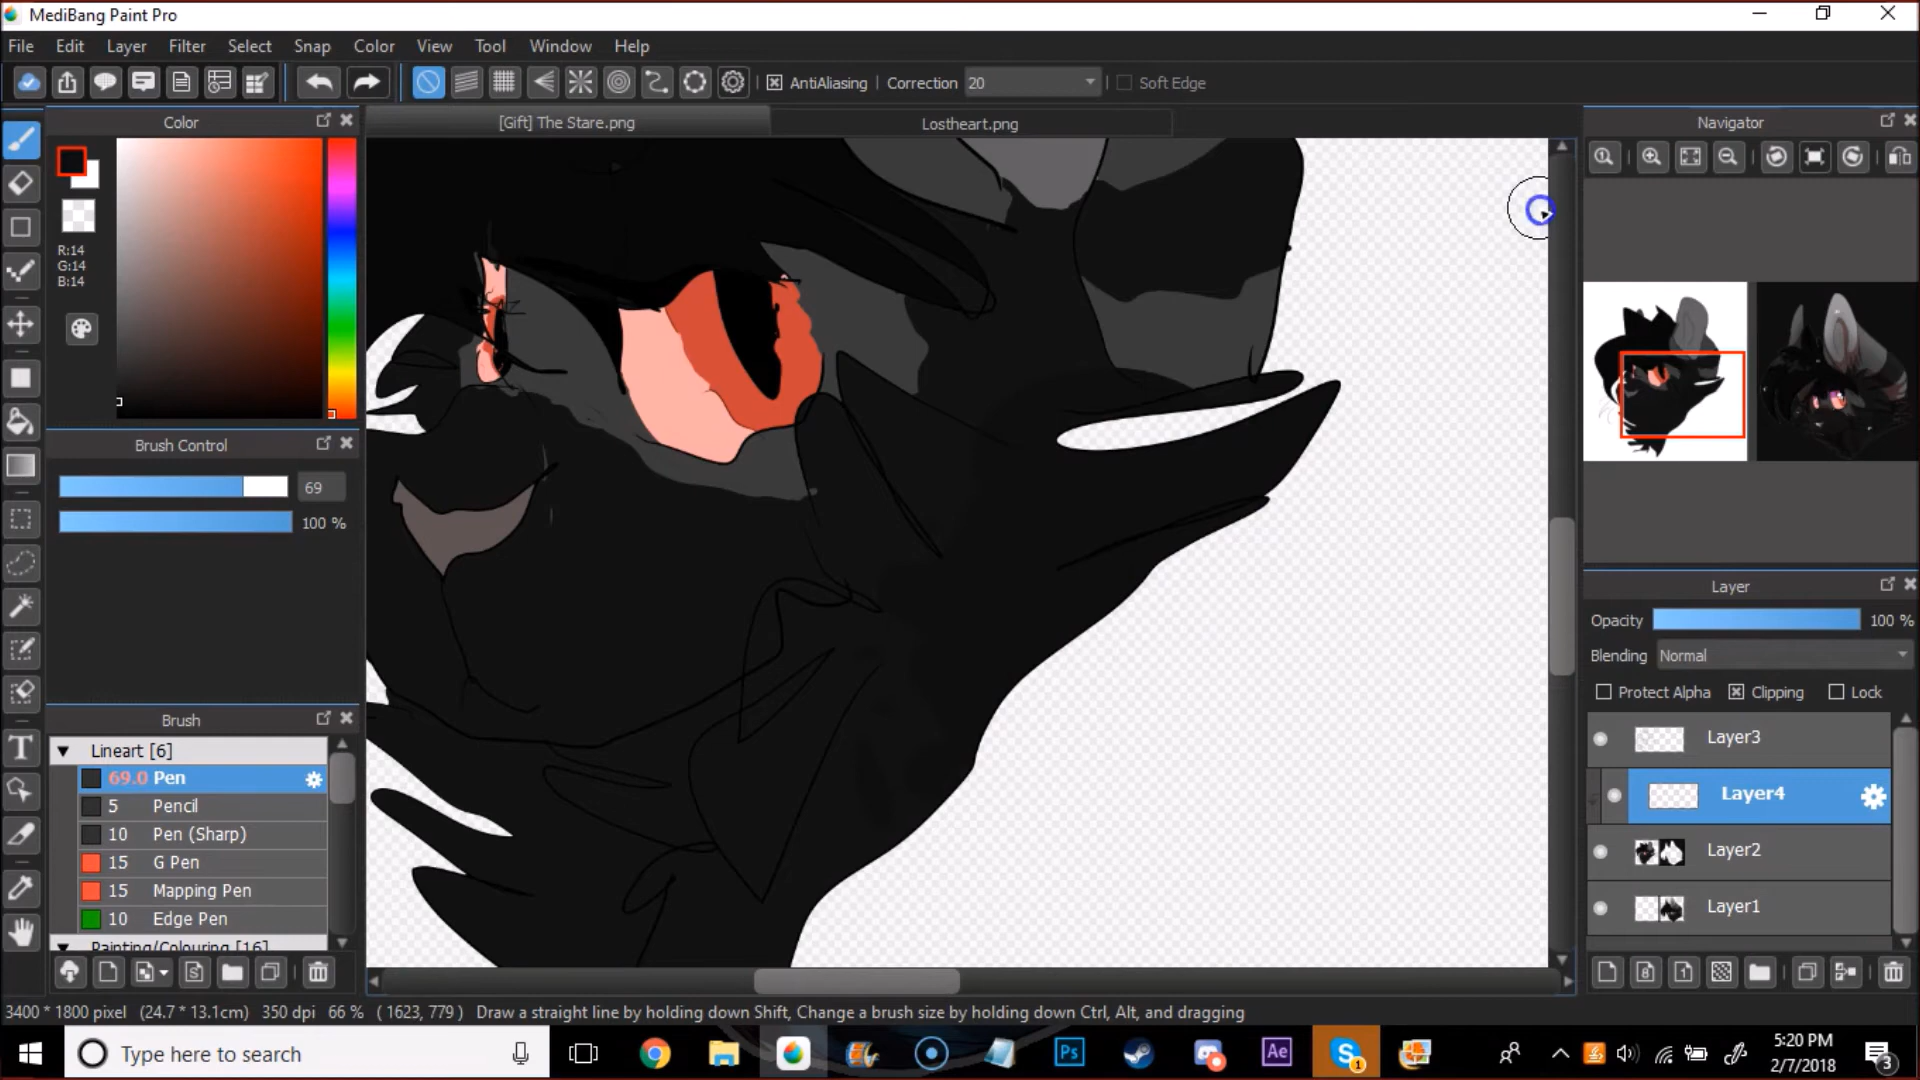 MediBang Paint Pro
File Edit Layer Filter Select Snap Color View Tool Window Help
AntiAliasing Correction 20 Soft Edge
Color
[Gift] The Stare.png
Lostheart.png
Navigator
R:14
G:14
B:14
Brush Control
69
100 %
Brush
Lineart [6]
69.0 Pen
5 Pencil
10 Pen (Sharp)
15 G Pen
15 Mapping Pen
10 Edge Pen
Painting/Colouring [16]
Layer
Opacity 100 %
Blending Normal
Protect Alpha Clipping Lock
Layer3
Layer4
Layer2
Layer1
3400 * 1800 pixel (24.7 * 13.1cm) 350 dpi 66 % ( 1623, 779 ) Draw a straight line by holding down Shift, Change a brush size by holding down Ctrl, Alt, and dragging
Type here to search
Ps
Ae
S
1
5:20 PM
2/7/2018
3